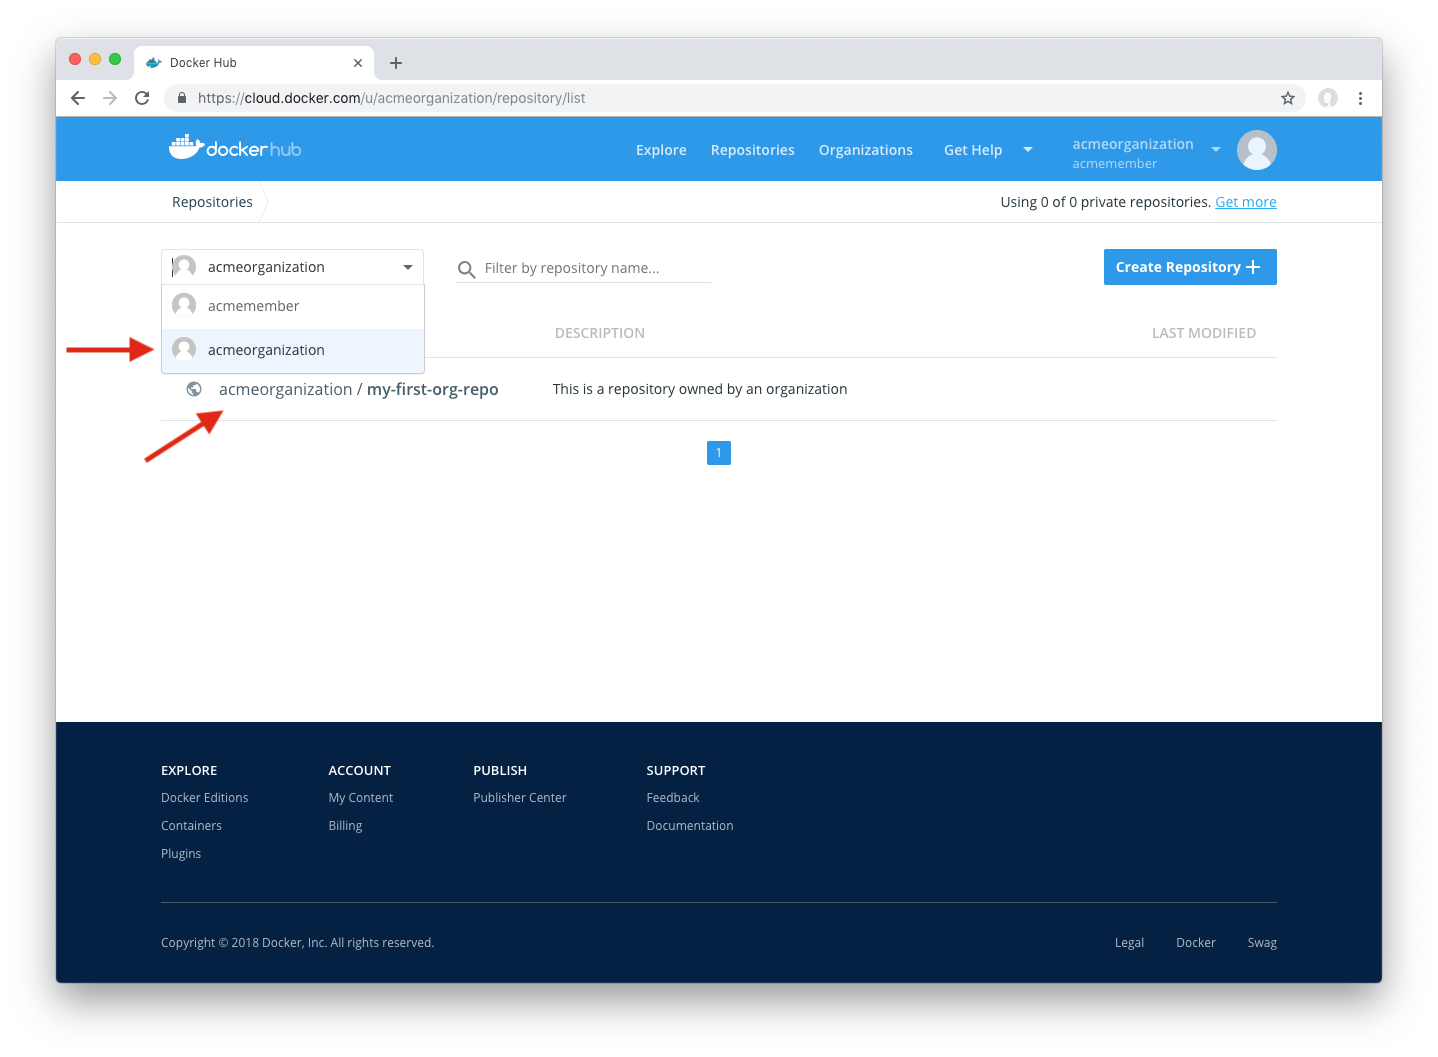 Docker Hub
https://cloud.docker.com/u/acmeorganization/repository/list
docker hub
Explore Repositories Organizations Get Help acmeorganization
acmemember
Repositories Using 0 of 0 private repositories. Get more
acmeorganization Filter by repository name... Create Repository
acmemember
DESCRIPTION LAST MODIFIED
acmeorganization
acmeorganization / my-first-org-repo This is a repository owned by an organization
1
EXPLORE ACCOUNT PUBLISH SUPPORT
Docker Editions My Content Publisher Center Feedback
Containers Billing Documentation
Plugins
Copyright © 2018 Docker, Inc. All rights reserved. Legal Docker Swag